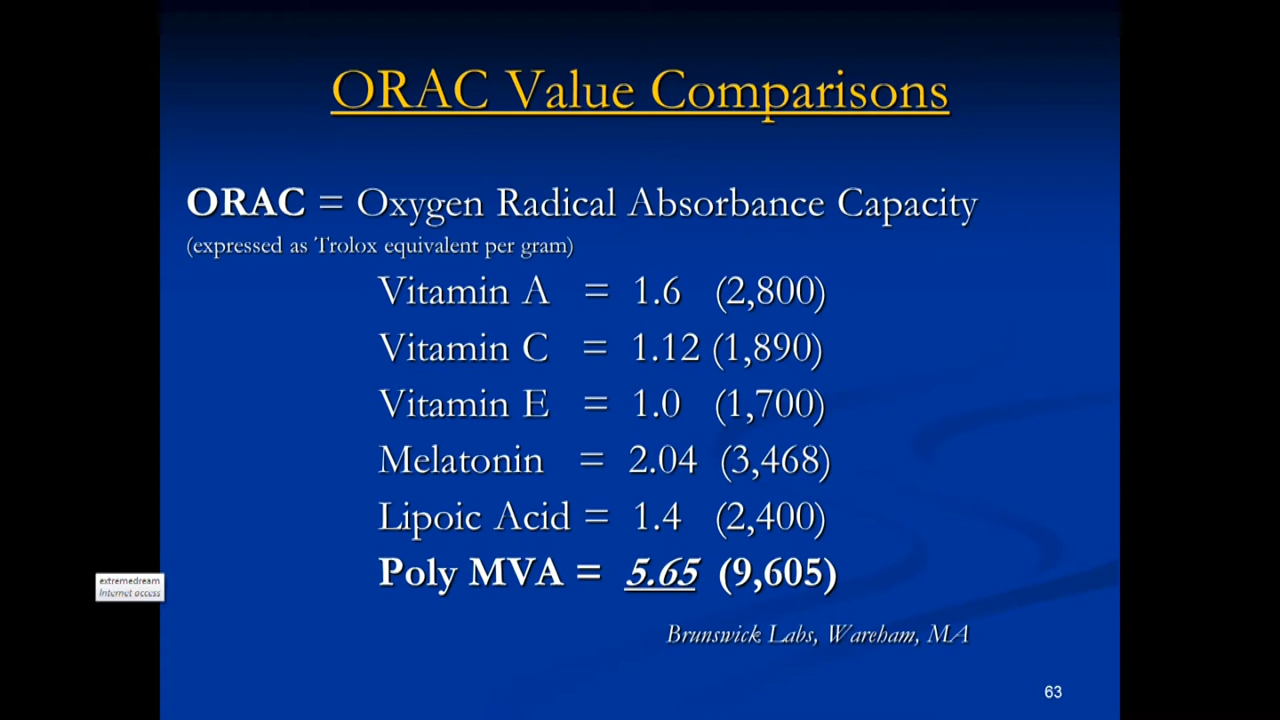 ORAC Value Comparisons
ORAC = Oxygen Radical Absorbance Capacity
(expressed as Trolox equivalent per gram)
Vitamin A = 1.6 (2,800)
Vitamin C = 1.12 (1,890)
Vitamin E = 1.0 (1,700)
Melatonin = 2.04 (3,468)
Lipoic Acid = 1.4 (2,400)
Poly MVA = 5.65 (9,605)
extremedream
Internet access
Brunswick Labs, Wareham, MA
63